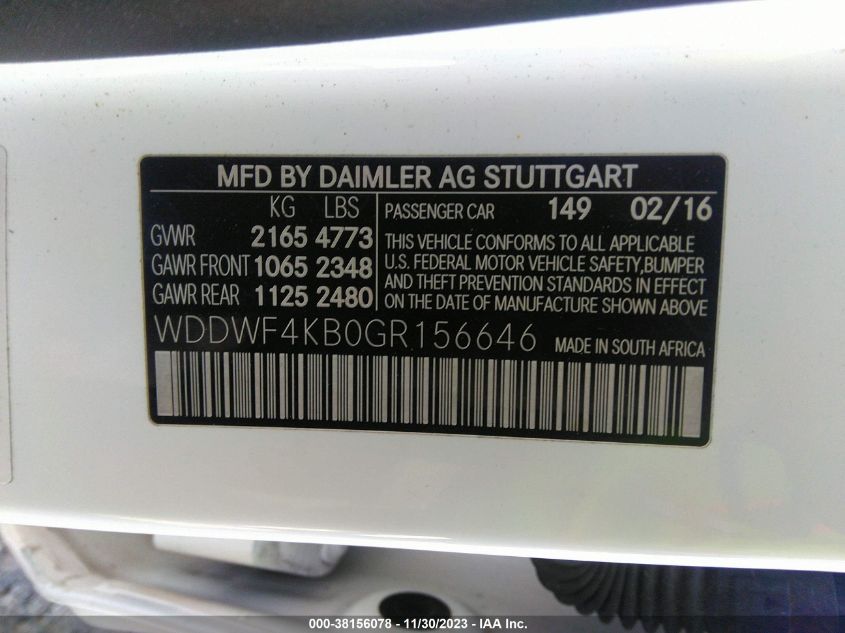 MFD BY DAIMLER AG STUTTGART
KG LBS
GVWR 2165 4773
GAWR FRONT 1065 2348
GAWR REAR 1125 2480
PASSENGER CAR 149 02/16
THIS VEHICLE CONFORMS TO ALL APPLICABLE
U.S. FEDERAL MOTOR VEHICLE SAFETY,BUMPER
AND THEFT PREVENTION STANDARDS IN EFFECT
ON THE DATE OF MANUFACTURE SHOWN ABOVE
WDDWF4KB0GR156646 MADE IN SOUTH AFRICA
000-38156078 - 11/30/2023 - IAA Inc.